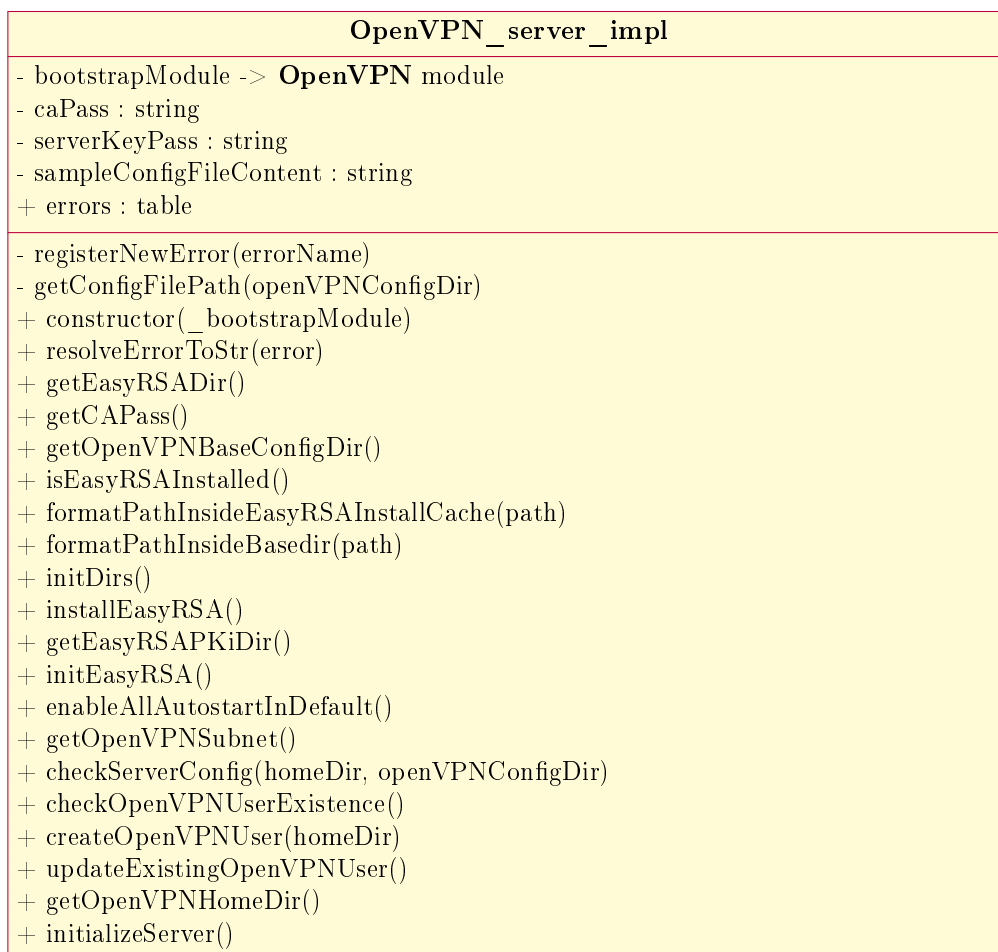 OpenVPN_server_impl
- bootstrapModule -> OpenVPN module
- caPass : string
- serverKeyPass : string
- sampleConfigFileContent : string
+ errors : table
- registerNewError(errorName)
- getConfigFilePath(openVPNConfigDir)
+ constructor(_bootstrapModule)
+ resolveErrorToStr(error)
+ getEasyRSADir()
+ getCAPass()
+ getOpenVPNBaseConfigDir()
+ isEasyRSAInstalled()
+ formatPathInsideEasyRSAInstallCache(path)
+ formatPathInsideBasedir(path)
+ initDirs()
+ installEasyRSA()
+ getEasyRSAPKiDir()
+ initEasyRSA()
+ enableAllAutostartInDefault()
+ getOpenVPNSubnet()
+ checkServerConfig(homeDir, openVPNConfigDir)
+ checkOpenVPNUserExistence()
+ createOpenVPNUser(homeDir)
+ updateExistingOpenVPNUser()
+ getOpenVPNHomeDir()
+ initializeServer()